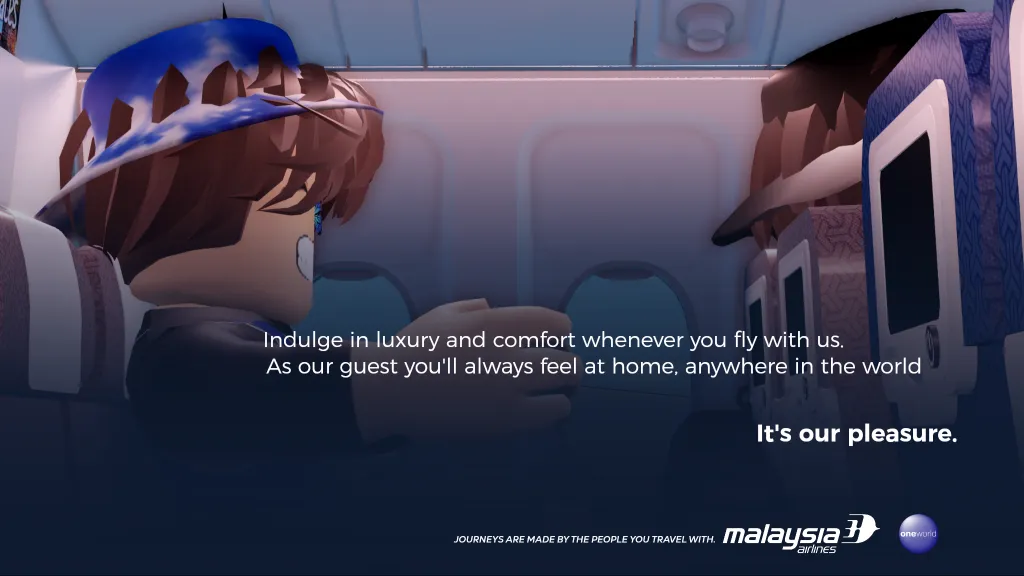 Indulge in luxury and comfort whenever you fly with us.
As our guest you'll always feel at home, anywhere in the world
It's our pleasure.
JOURNEYS ARE MADE BY THE PEOPLE YOU TRAVEL WITH. malaysia airlines oneworld